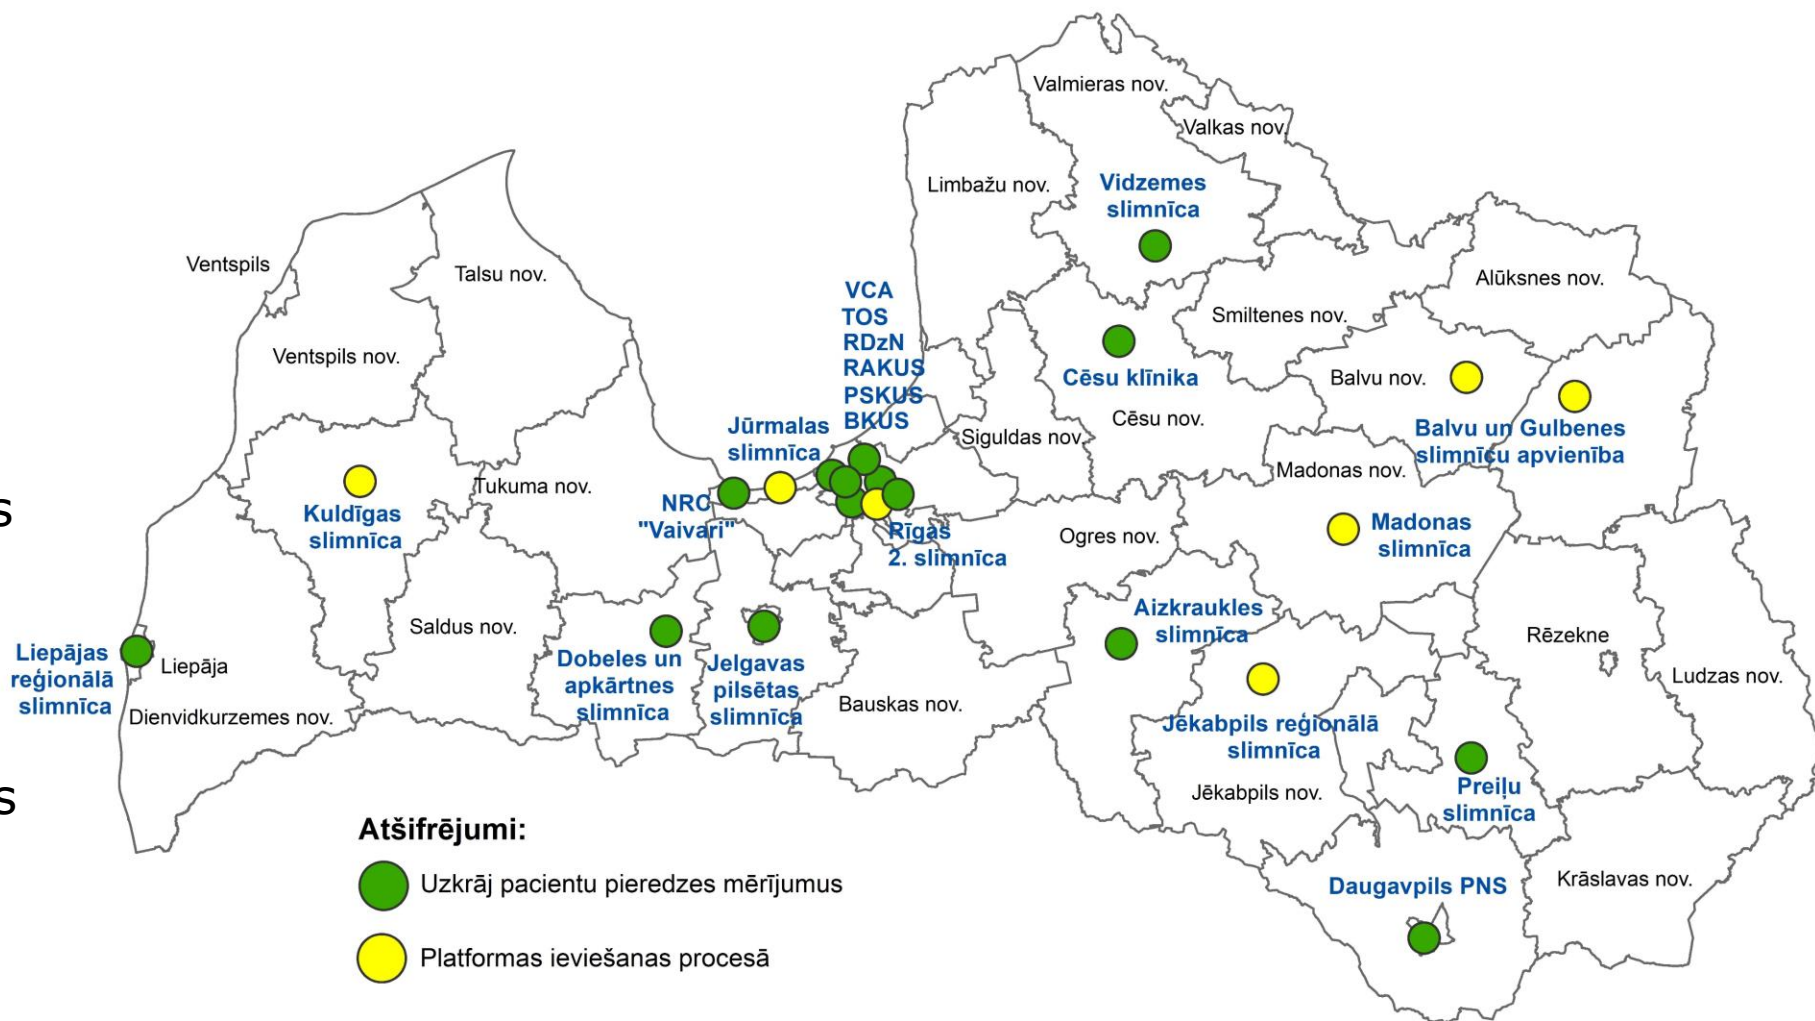 Valmieras nov.
Valkas nov.
Limbažu nov.
Vidzemes
slimnīca
Ventspils
Talsu nov.
Alūksnes nov.
VCA
TOS
RDzN
RAKUS
PSKUS
BKUS
Smiltenes nov.
Ventspils nov.
Cēsu klīnika
Balvu nov.
Cēsu nov.
Jūrmalas
slimnīca
Siguldas nov.
Balvu un Gulbenes
slimnīcu apvienība
Madonas nov.
Tukuma nov.
s
NRC
"Vaivari"
Kuldīgas
slimnīca
Rīgas
2. slimnīca
Ogres nov.
Madonas
slimnīca
Aizkraukles
slimnīca
Saldus nov.
Rēzekne
Liepājas
reģionālā
slimnīca
Liepāja
Dobeles un
apkārtnes
slimnīca
Jelgavas
pilsētas
slimnīca
Ludzas nov.
Bauskas nov.
Dienvidkurzemes nov.
Jēkabpils reģionālā
slimnīca
s
Jēkabpils nov.
Preiļu
slimnīca
Atšifrējumi:
Uzkrāj pacientu pieredzes mērījumus
Platformas ieviešanas procesā
Daugavpils PNS
Krāslavas nov.